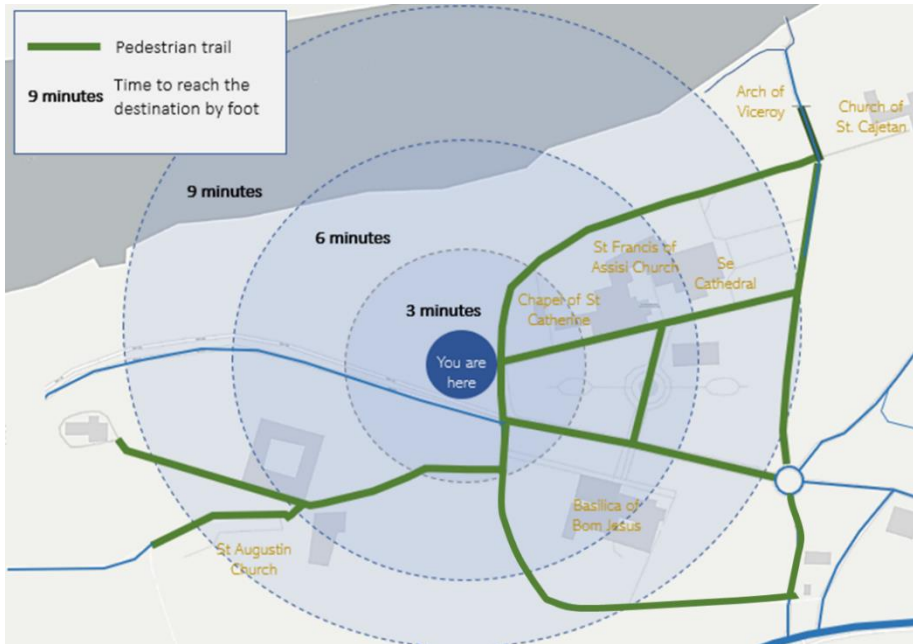 Pedestrian trail
9 minutes
Time to reach the
destination by foot
Arch of
Viceroy
Church of
St. Cajetan
9 minutes
6 minutes
3 minutes
St Francis of
Assisi Church
Se
Cathedral
Chapel of St
Catherine
You are
here
Basilica of
Bom Jesus
St Augustin
Church